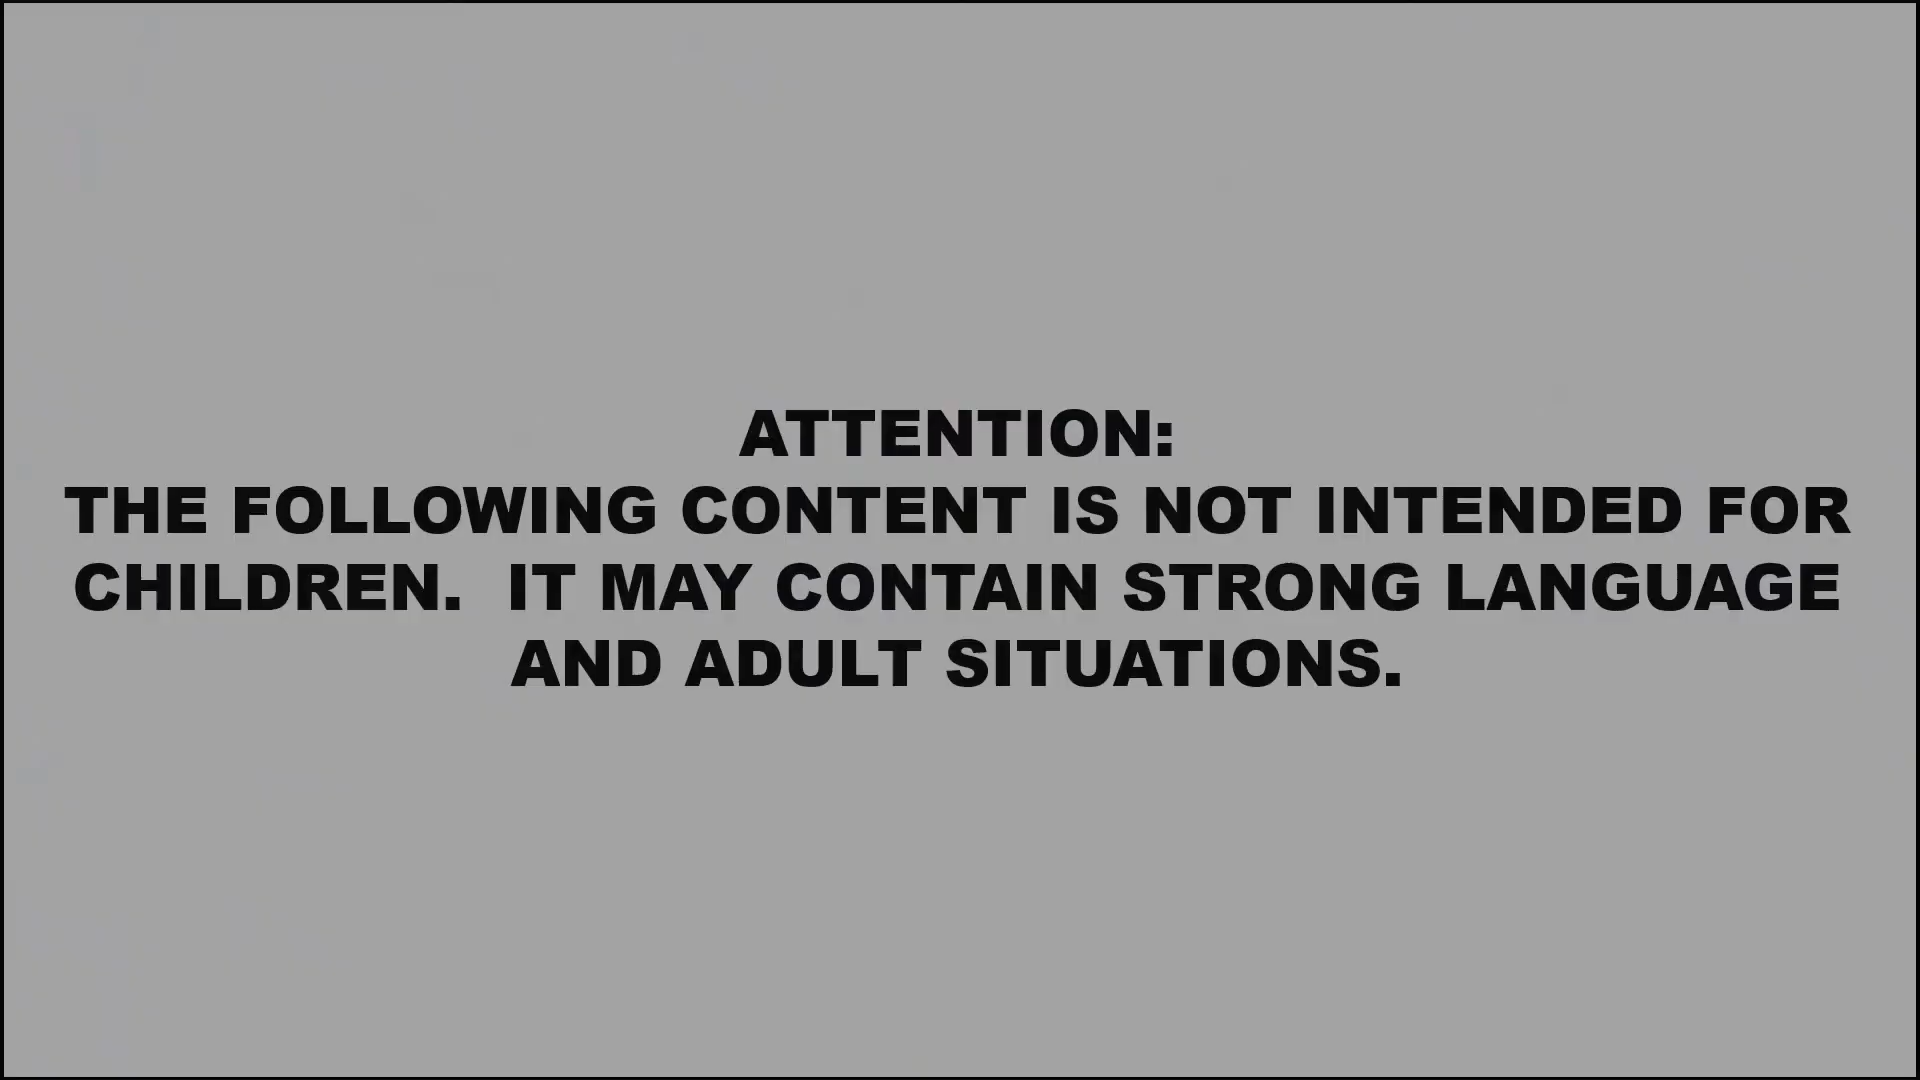 ATTENTION:
THE FOLLOWING CONTENT IS NOT INTENDED FOR
CHILDREN.  IT MAY CONTAIN STRONG LANGUAGE
AND ADULT SITUATIONS.